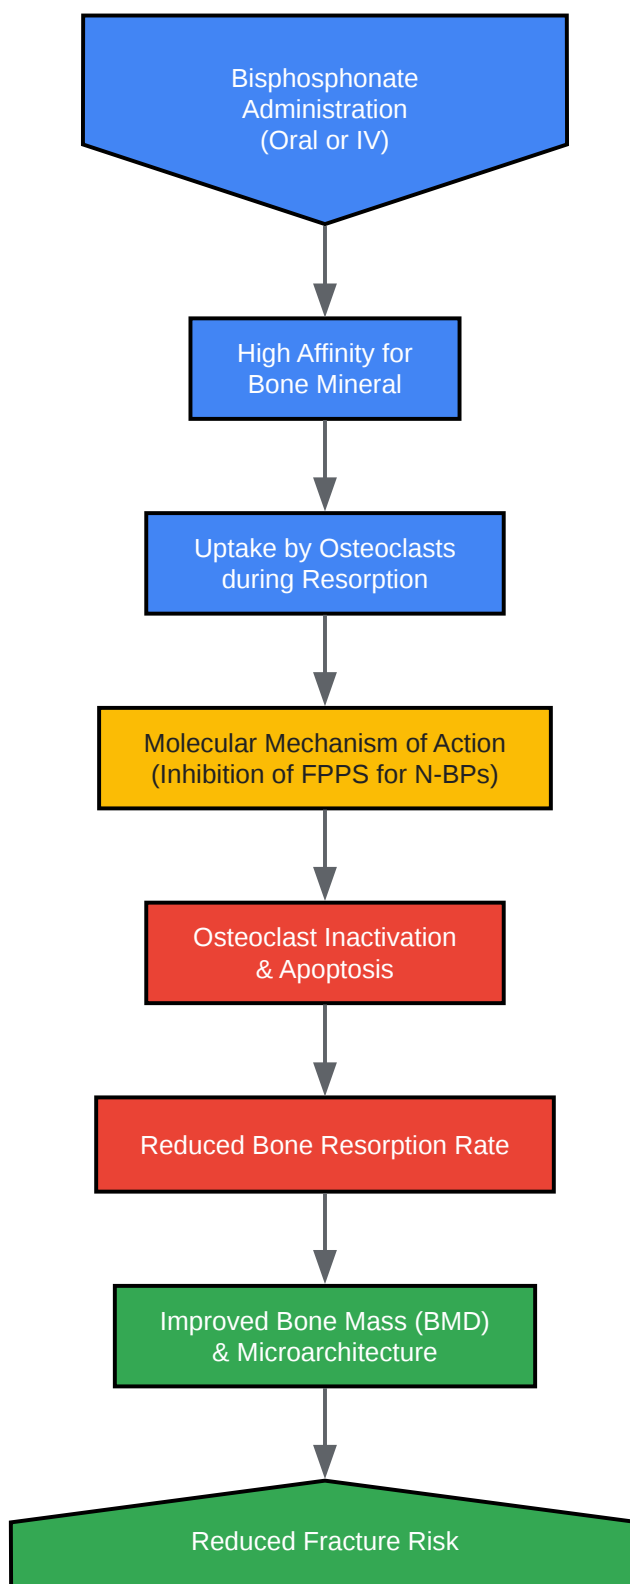 Bisphosphonate
Administration
(Oral or IV)
High Affinity for
Bone Mineral
Uptake by Osteoclasts
during Resorption
Molecular Mechanism of Action
(Inhibition of FPPS for N-BPs)
Osteoclast Inactivation
& Apoptosis
Reduced Bone Resorption Rate
Improved Bone Mass (BMD)
& Microarchitecture
Reduced Fracture Risk